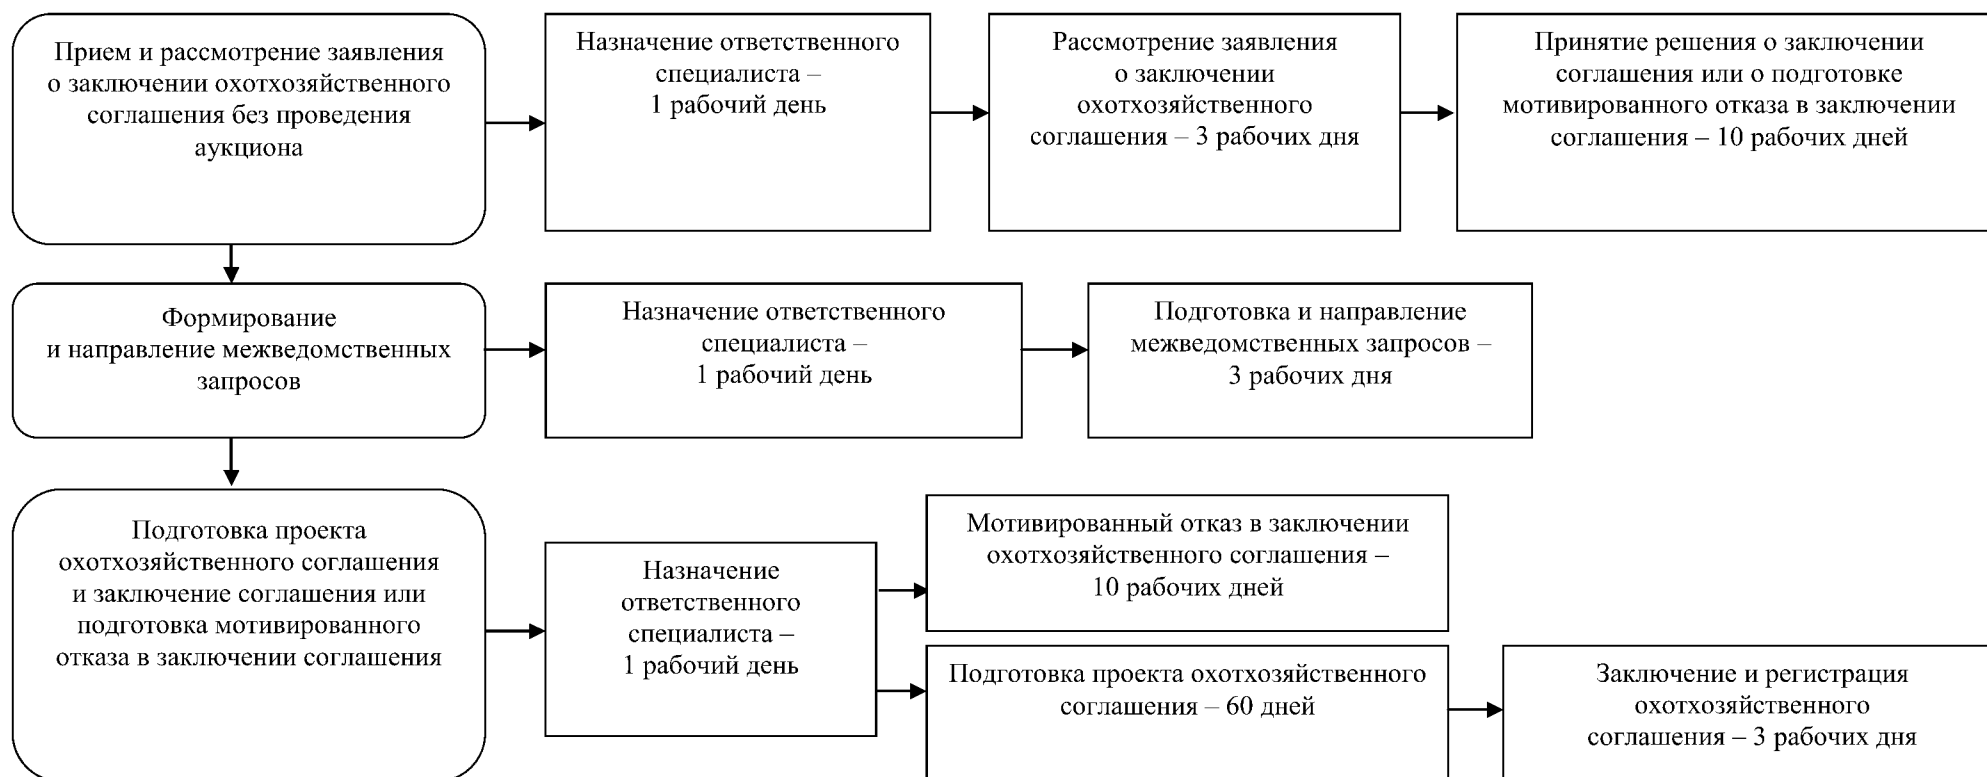 Прием и рассмотрение заявления
о заключении охотхозяйственного
соглашения без проведения
аукциона
Назначение ответственного
специалиста –
1 рабочий день
Рассмотрение заявления
о заключении
охотхозяйственного
соглашения – 3 рабочих дня
Принятие решения о заключении
соглашения или о подготовке
мотивированного отказа в заключении
соглашения – 10 рабочих дней
Формирование
и направление межведомственных
запросов
Назначение ответственного
специалиста –
1 рабочий день
Подготовка и направление
межведомственных запросов –
3 рабочих дня
Подготовка проекта
охотхозяйственного соглашения
и заключение соглашения или
подготовка мотивированного
отказа в заключении соглашения
Назначение
ответственного
специалиста –
1 рабочий день
Мотивированный отказ в заключении
охотхозяйственного соглашения –
10 рабочих дней
Подготовка проекта охотхозяйственного
соглашения – 60 дней
Заключение и регистрация
охотхозяйственного
соглашения – 3 рабочих дня